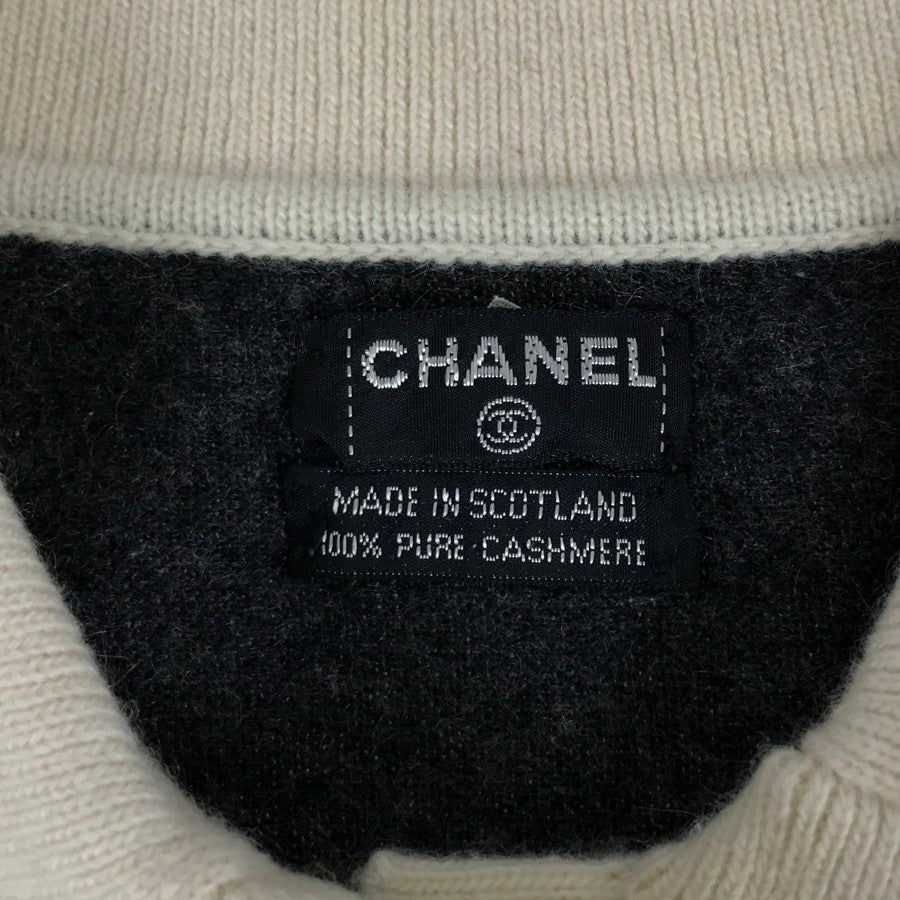 CHANEL
MADE IN SCOTLAND
100% PURE CASHMERE